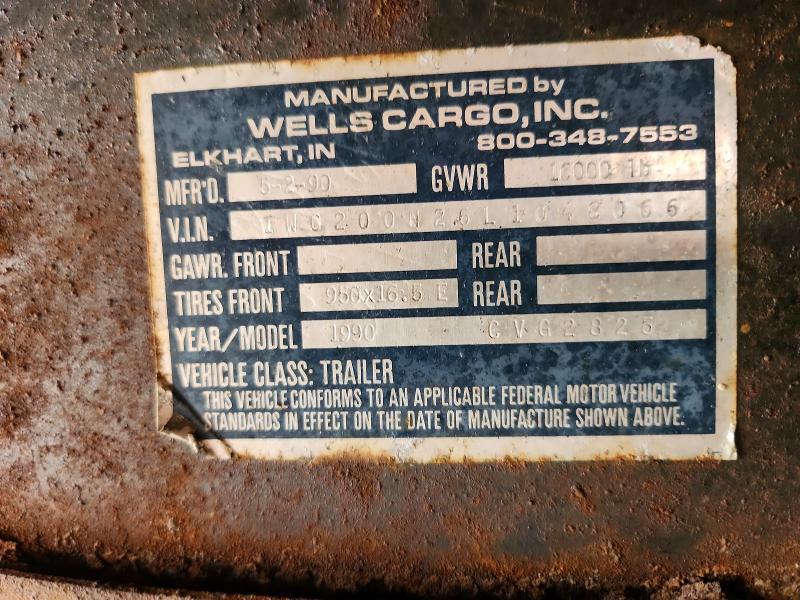 MANUFACTURED by
WELLS CARGO, INC.
ELKHART, IN 800-348-7553
MFR'D. 5-2-90 GVWR lb
V.I.N.
GAWR. FRONT REAR
TIRES FRONT 950x16.5 E REAR
YEAR/MODEL 1990 CVG2825
VEHICLE CLASS: TRAILER
THIS VEHICLE CONFORMS TO AN APPLICABLE FEDERAL MOTOR VEHICLE
STANDARDS IN EFFECT ON THE DATE OF MANUFACTURE SHOWN ABOVE.